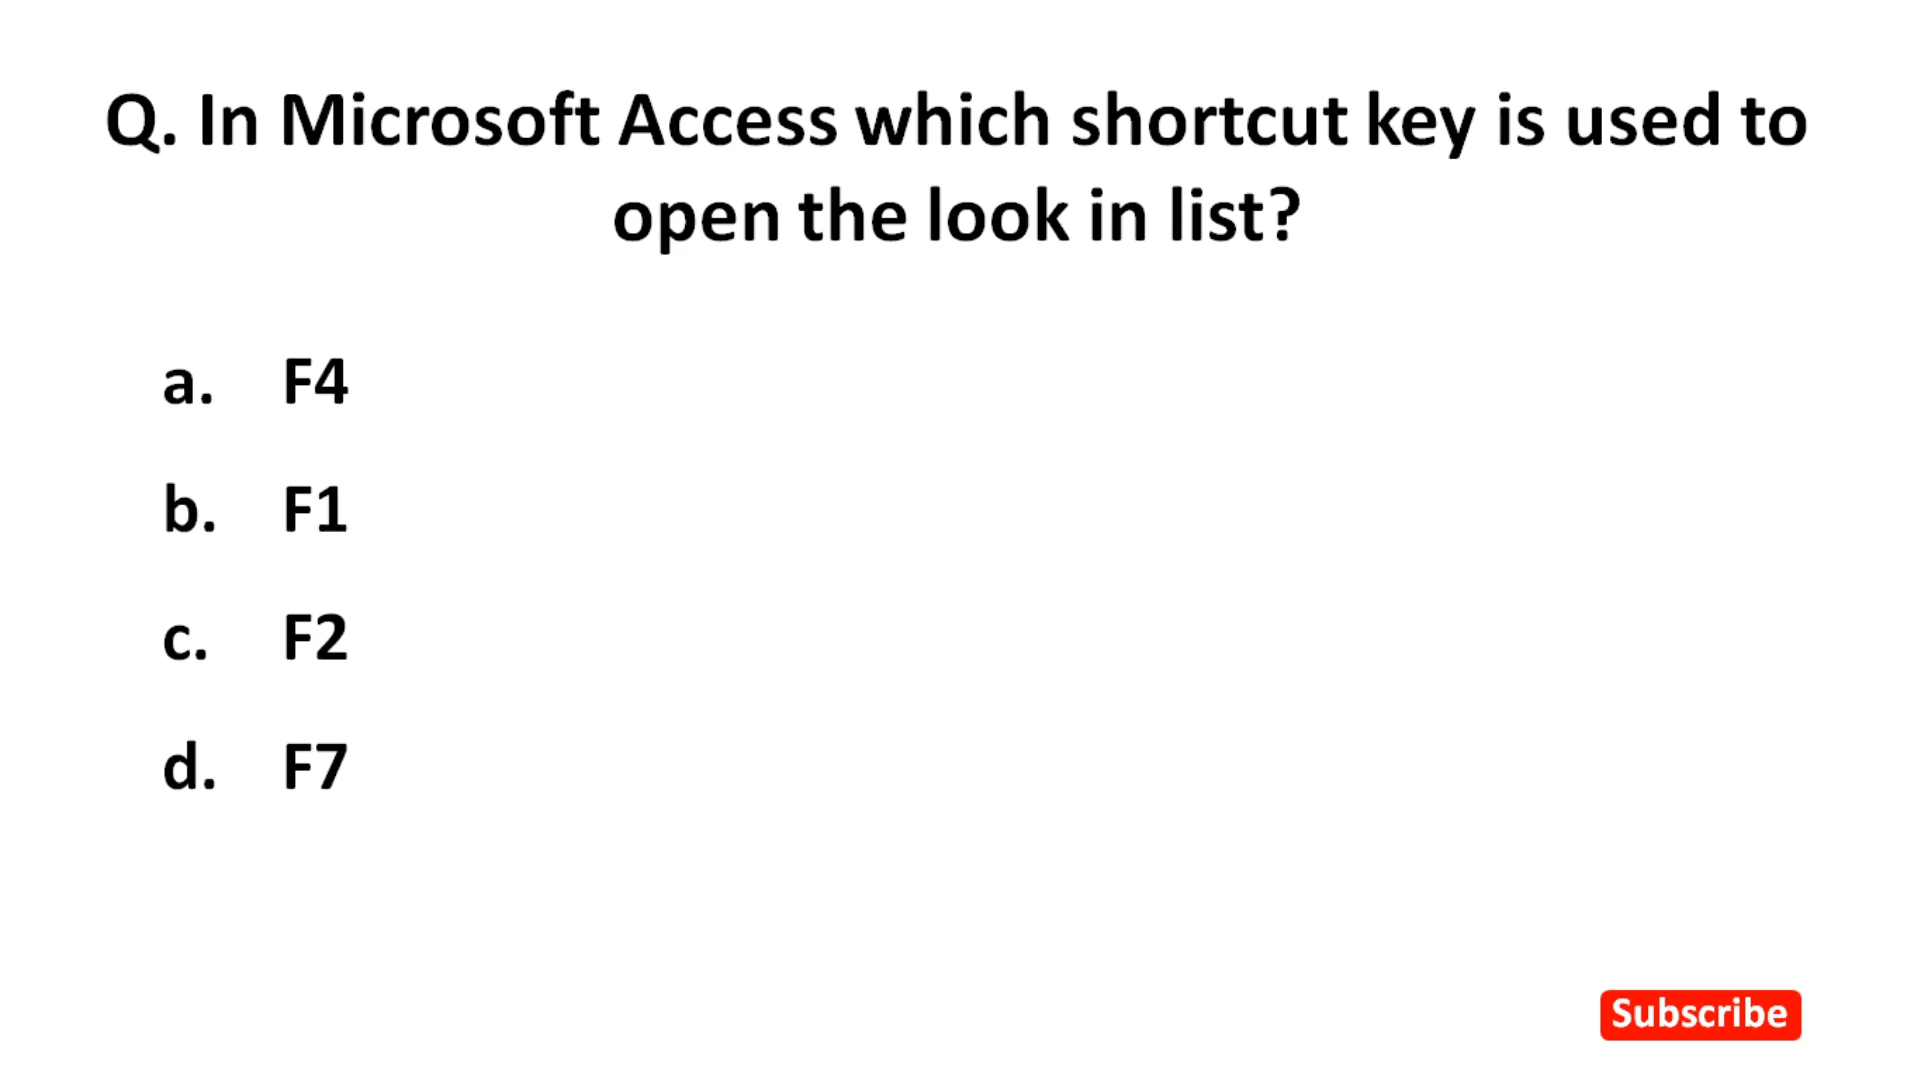 Q. In Microsoft Access which shortcut key is used to
open the look in list?
a. F4
b. F1
c. F2
d. F7
Subscribe